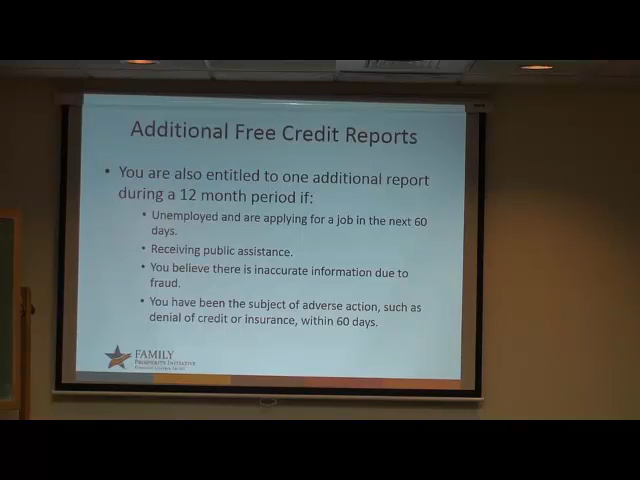 Additional Free Credit Reports
• You are also entitled to one additional report
during a 12 month period if:
• Unemployed and are applying for a job in the next 60
days.
• Receiving public assistance.
• You believe there is inaccurate information due to
fraud.
• You have been the subject of adverse action, such as
denial of credit or insurance, within 60 days.
FAMILY
PROSPERITY INITIATIVE